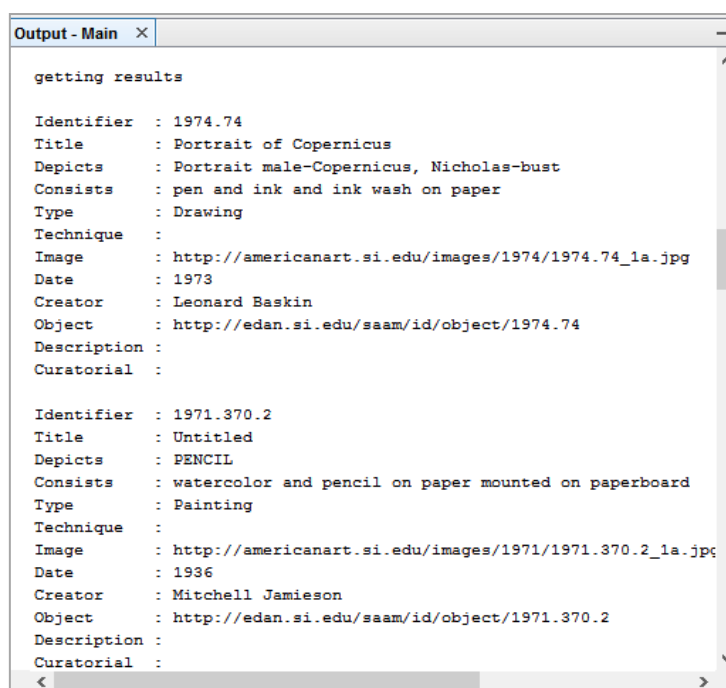 Output - Main ×
getting results
Identifier : 1974.74
Title : Portrait of Copernicus
Depicts : Portrait male-Copernicus, Nicholas-bust
Consists : pen and ink and ink wash on paper
Type : Drawing
Technique :
Image : http://americanart.si.edu/images/1974/1974.74_1a.jpg
Date : 1973
Creator : Leonard Baskin
Object : http://edan.si.edu/saam/id/object/1974.74
Description :
Curatorial :
Identifier : 1971.370.2
Title : Untitled
Depicts : PENCIL
Consists : watercolor and pencil on paper mounted on paperboard
Type : Painting
Technique :
Image : http://americanart.si.edu/images/1971/1971.370.2_1a.jpg
Date : 1936
Creator : Mitchell Jamieson
Object : http://edan.si.edu/saam/id/object/1971.370.2
Description :
Curatorial :